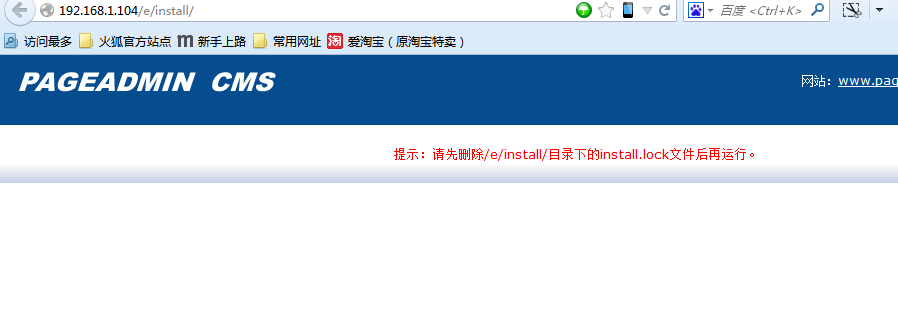 192.168.1.104/e/install/
百度 <Ctrl+K>
访问最多 火狐官方站点 新手上路 常用网址 淘 爱淘宝（原淘宝特卖）
PAGEADMIN CMS
网站：www.pag
提示：请先删除/e/install/目录下的install.lock文件后再运行。